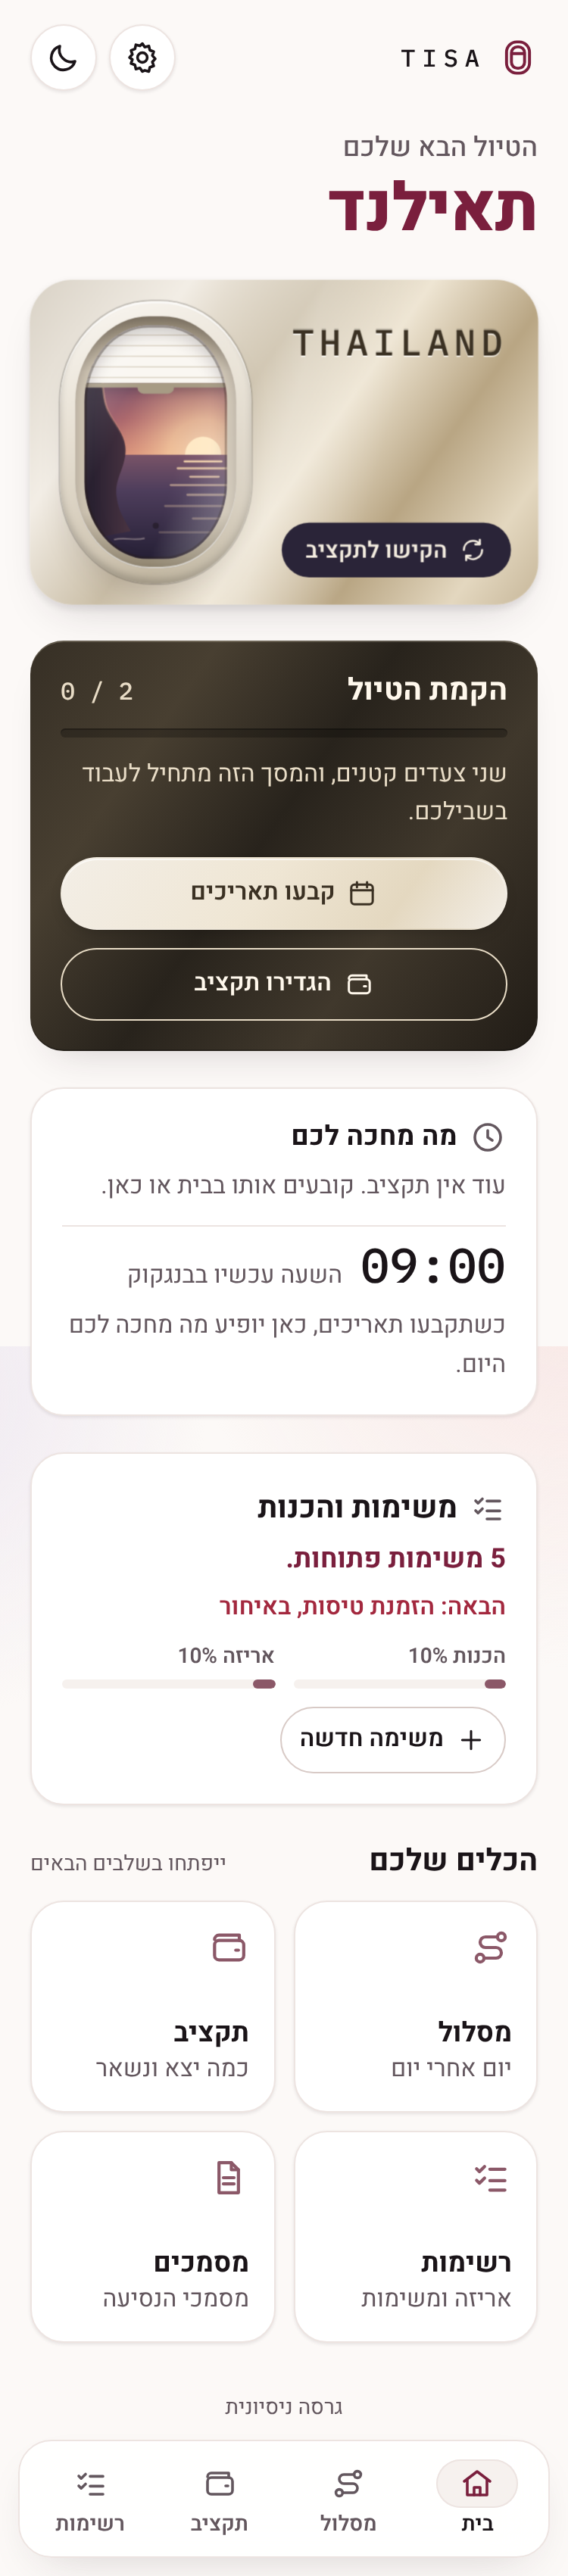 TISA
הטיול הבא שלכם
תאילנד
THAILAND
הקישו לתקציב
הקמת הטיול
0 / 2
שני צעדים קטנים, והמסך הזה מתחיל לעבוד
בשבילכם.
קבעו תאריכים
הגדירו תקציב
מה מחכה לכם
עוד אין תקציב. קובעים אותו בבית או כאן.
09:00 השעה עכשיו בבנגקוק
כשתקבעו תאריכים, כאן יופיע מה מחכה לכם
היום.
משימות והכנות
5 משימות פתוחות.
הבאה: הזמנת טיסות, באיחור
הכנות 10%
אריזה 10%
משימה חדשה
הכלים שלכם
ייפתחו בשלבים הבאים
מסלול
יום אחרי יום
תקציב
כמה יצא ונשאר
רשימות
אריזה ומשימות
מסמכים
מסמכי הנסיעה
גרסה ניסיונית
בית
מסלול
תקציב
רשימות